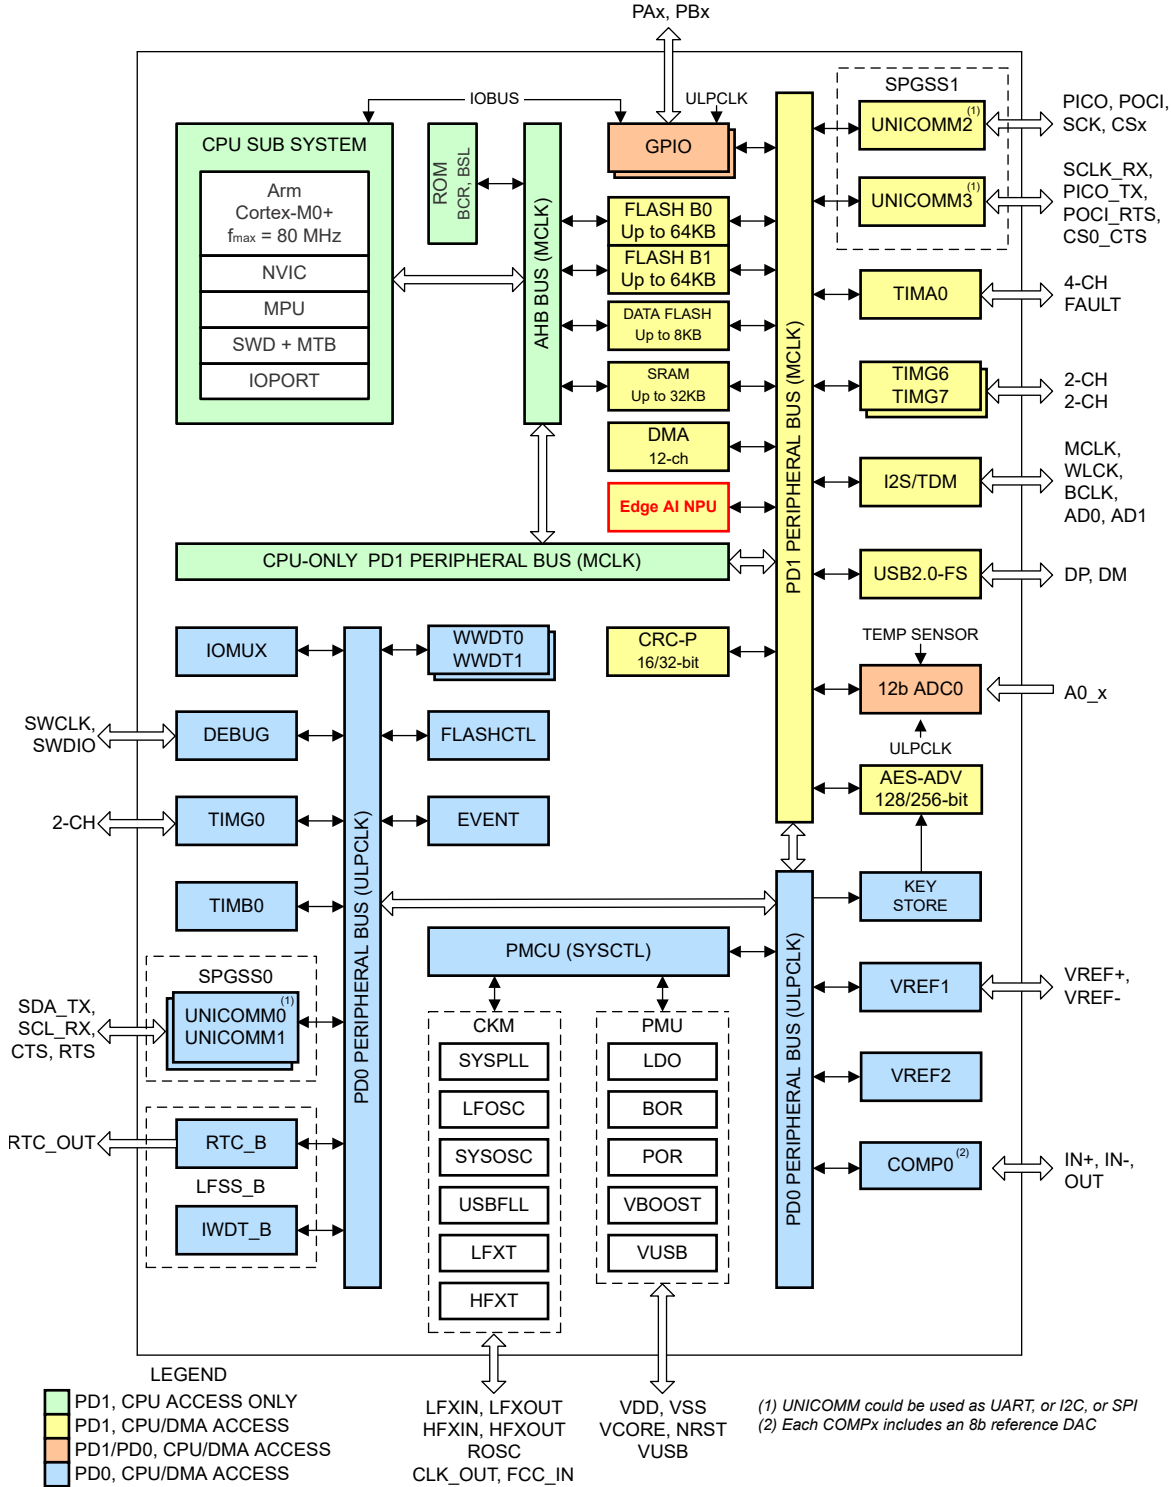 PAx, PBx
IOBUS
ULPCLK
CPU SUB SYSTEM
Arm
Cortex-M0+
fmax = 80 MHz
NVIC
MPU
SWD + MTB
IOPORT
ROM
BCR, BSL
AHB BUS (MCLK)
GPIO
FLASH B0
Up to 64KB
FLASH B1
Up to 64KB
DATA FLASH
Up to 8KB
SRAM
Up to 32KB
DMA
12-ch
Edge AI NPU
CPU-ONLY PD1 PERIPHERAL BUS (MCLK)
PD1 PERIPHERAL BUS (MCLK)
SPGSS1
UNICOMM2
(1)
PICO, POCI,
SCK, CSx
UNICOMM3
(1)
SCLK_RX,
PICO_TX,
POCI_RTS,
CS0_CTS
TIMA0
4-CH
FAULT
TIMG6
TIMG7
2-CH
2-CH
I2S/TDM
MCLK,
WLCK,
BCLK,
AD0, AD1
USB2.0-FS
DP, DM
CRC-P
16/32-bit
TEMP SENSOR
12b ADC0
A0_x
ULPCLK
AES-ADV
128/256-bit
KEY
STORE
IOMUX
WWDT0
WWDT1
SWCLK,
SWDIO
DEBUG
FLASHCTL
2-CH
TIMG0
EVENT
TIMB0
PD0 PERIPHERAL BUS (ULPCLK)
PMCU (SYSCTL)
PD0 PERIPHERAL BUS (ULPCLK)
SPGSS0
UNICOMM0
(1)
UNICOMM1
SDA_TX,
SCL_RX,
CTS, RTS
RTC_OUT
RTC_B
LFSS_B
IWDT_B
CKM
SYSPLL
LFOSC
SYSOSC
USBFLL
LFXT
HFXT
PMU
LDO
BOR
POR
VBOOST
VUSB
VREF1
VREF+,
VREF-
VREF2
COMP0
(2)
IN+, IN-,
OUT
LEGEND
PD1, CPU ACCESS ONLY
PD1, CPU/DMA ACCESS
PD1/PD0, CPU/DMA ACCESS
PD0, CPU/DMA ACCESS
LFXIN, LFXOUT
HFXIN, HFXOUT
ROSC
CLK_OUT, FCC_IN
VDD, VSS
VCORE, NRST
VUSB
(1) UNICOMM could be used as UART, or I2C, or SPI
(2) Each COMPx includes an 8b reference DAC